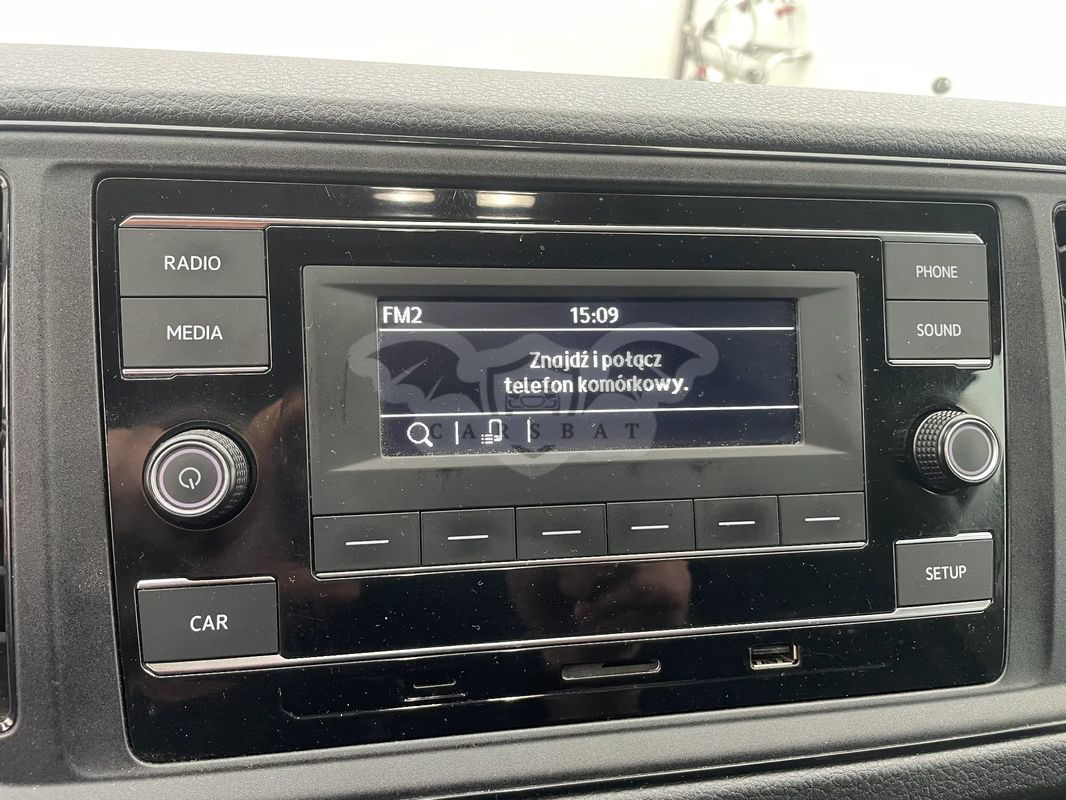 RADIO
MEDIA
CAR
FM2 15:09
Znajdź i połącz
telefon komórkowy.
CARSBAT
PHONE
SOUND
SETUP